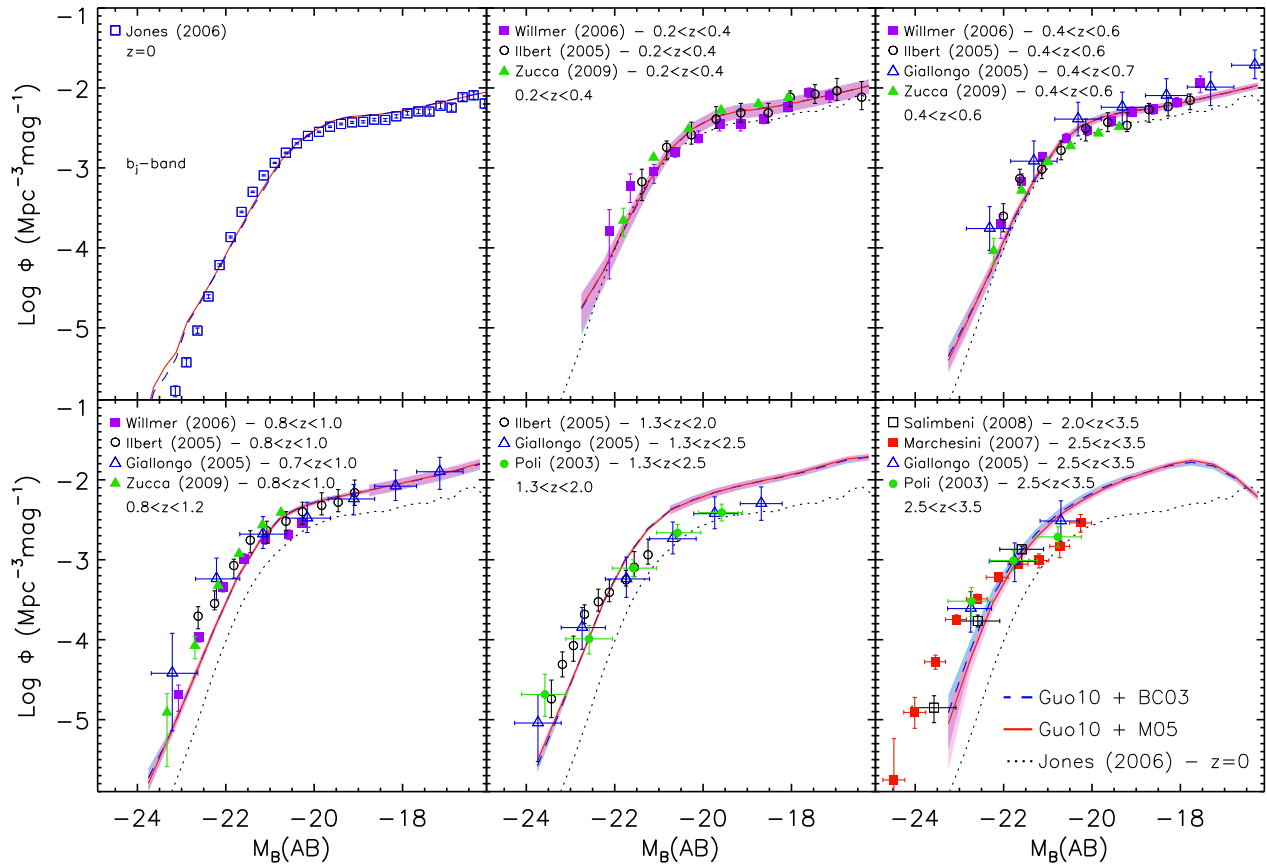 Log Φ (Mpc⁻³mag⁻¹)
−1
−2
−3
−4
−5
Jones (2006)
z=0
bⱼ−band
Willmer (2006) − 0.2<z<0.4
Ilbert (2005) − 0.2<z<0.4
Zucca (2009) − 0.2<z<0.4
0.2<z<0.4
Willmer (2006) − 0.4<z<0.6
Ilbert (2005) − 0.4<z<0.6
Giallongo (2005) − 0.4<z<0.7
Zucca (2009) − 0.4<z<0.6
0.4<z<0.6
Log Φ (Mpc⁻³mag⁻¹)
−1
−2
−3
−4
−5
Willmer (2006) − 0.8<z<1.0
Ilbert (2005) − 0.8<z<1.0
Giallongo (2005) − 0.7<z<1.0
Zucca (2009) − 0.8<z<1.0
0.8<z<1.2
Ilbert (2005) − 1.3<z<2.0
Giallongo (2005) − 1.3<z<2.5
Poli (2003) − 1.3<z<2.5
1.3<z<2.0
Salimbeni (2008) − 2.0<z<3.5
Marchesini (2007) − 2.5<z<3.5
Giallongo (2005) − 2.5<z<3.5
Poli (2003) − 2.5<z<3.5
2.5<z<3.5
Guo10 + BC03
Guo10 + M05
Jones (2006) − z=0
−24 −22 −20 −18
−24 −22 −20 −18
−24 −22 −20 −18
M_B(AB)
M_B(AB)
M_B(AB)